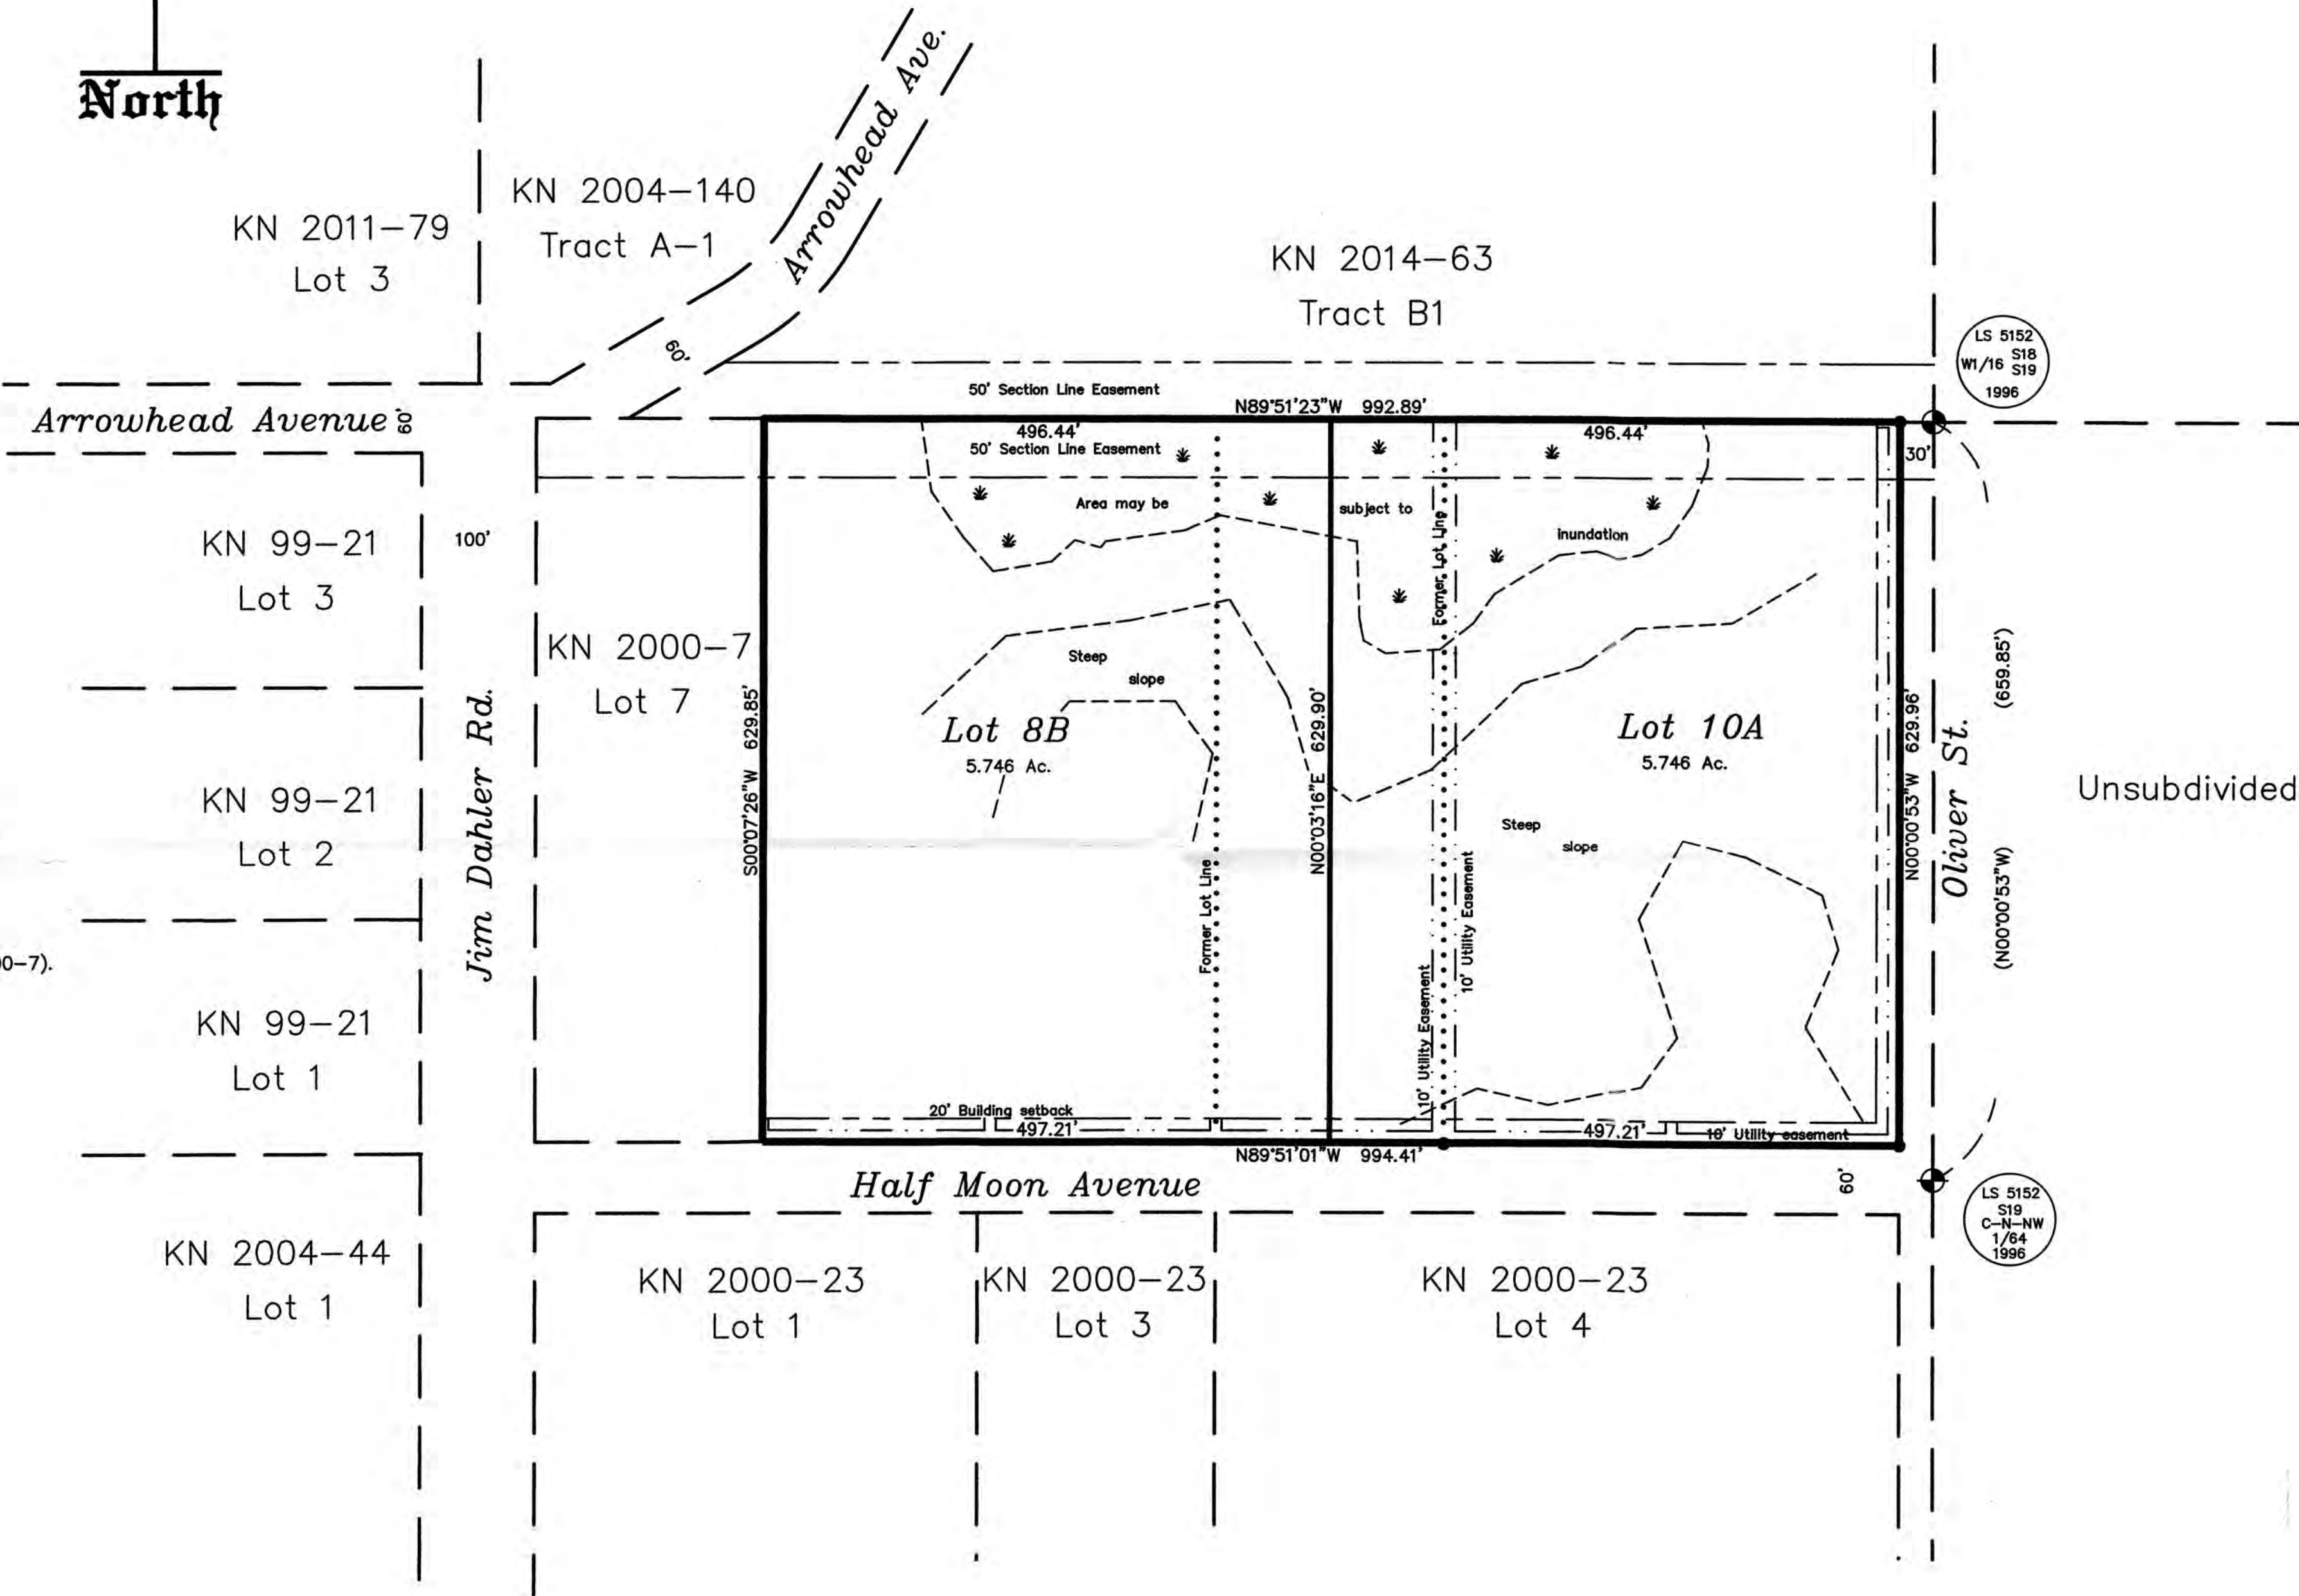 North
Arrowhead Ave.
KN 2011–79
Lot 3
KN 2004–140
Tract A–1
KN 2014–63
Tract B1
60'
LS 5152
W1/16 S18
S19
1996
50' Section Line Easement
N89°51'23"W 992.89'
Arrowhead Avenue
60'
496.44'
496.44'
50' Section Line Easement
30'
Area may be
subject to
inundation
KN 99–21
Lot 3
100'
Former Lot Line
KN 2000–7
Lot 7
Steep
slope
Lot 8B
5.746 Ac.
Lot 10A
5.746 Ac.
S00°07'26"W 629.85'
N00°03'16"E 629.90'
N00°00'53"W 629.96'
(659.85')
Oliver St.
(N00°00'53"W)
Unsubdivided
Jim Dahler Rd.
KN 99–21
Lot 2
Steep
slope
Former Lot Line
10' Utility Easement
10' Utility Easement
0–7).
KN 99–21
Lot 1
20' Building setback
497.21'
497.21'
10' Utility easement
N89°51'01"W 994.41'
Half Moon Avenue
60'
LS 5152
S19
C–N–NW
1/64
1996
KN 2004–44
Lot 1
KN 2000–23
Lot 1
KN 2000–23
Lot 3
KN 2000–23
Lot 4